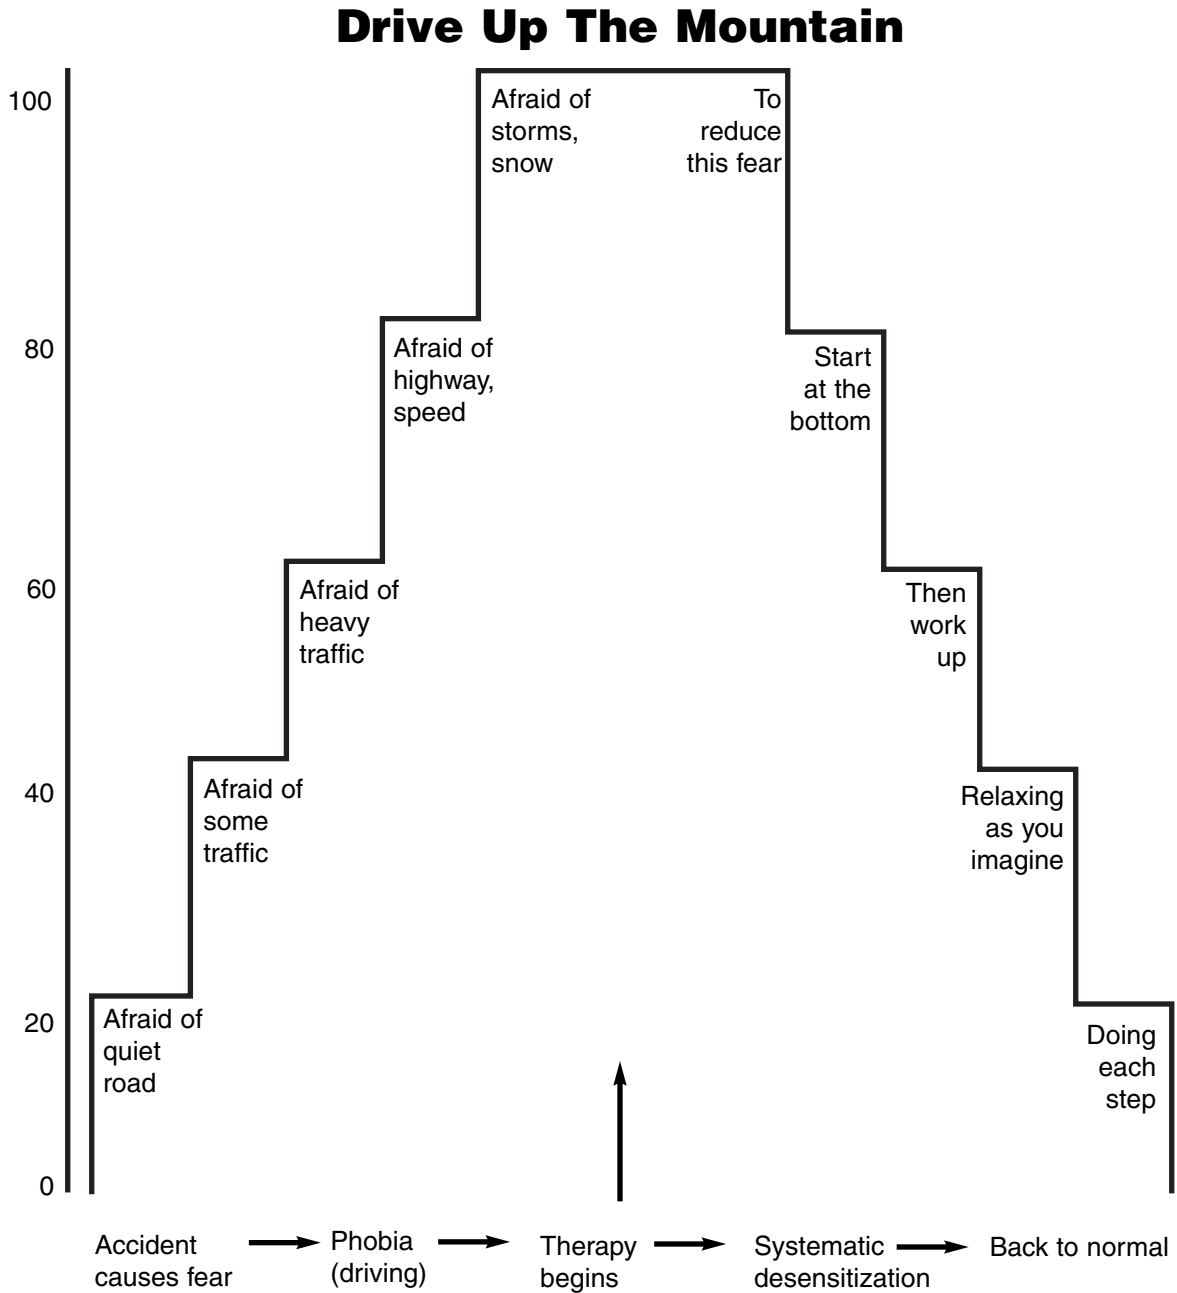 Drive Up The Mountain
100
Afraid of
storms,
snow
To
reduce
this fear
80
Afraid of
highway,
speed
Start
at the
bottom
60
Afraid of
heavy
traffic
Then
work
up
40
Afraid of
some
traffic
Relaxing
as you
imagine
20
Afraid of
quiet
road
Doing
each
step
0
Accident
causes fear
Phobia
(driving)
Therapy
begins
Systematic
desensitization
Back to normal